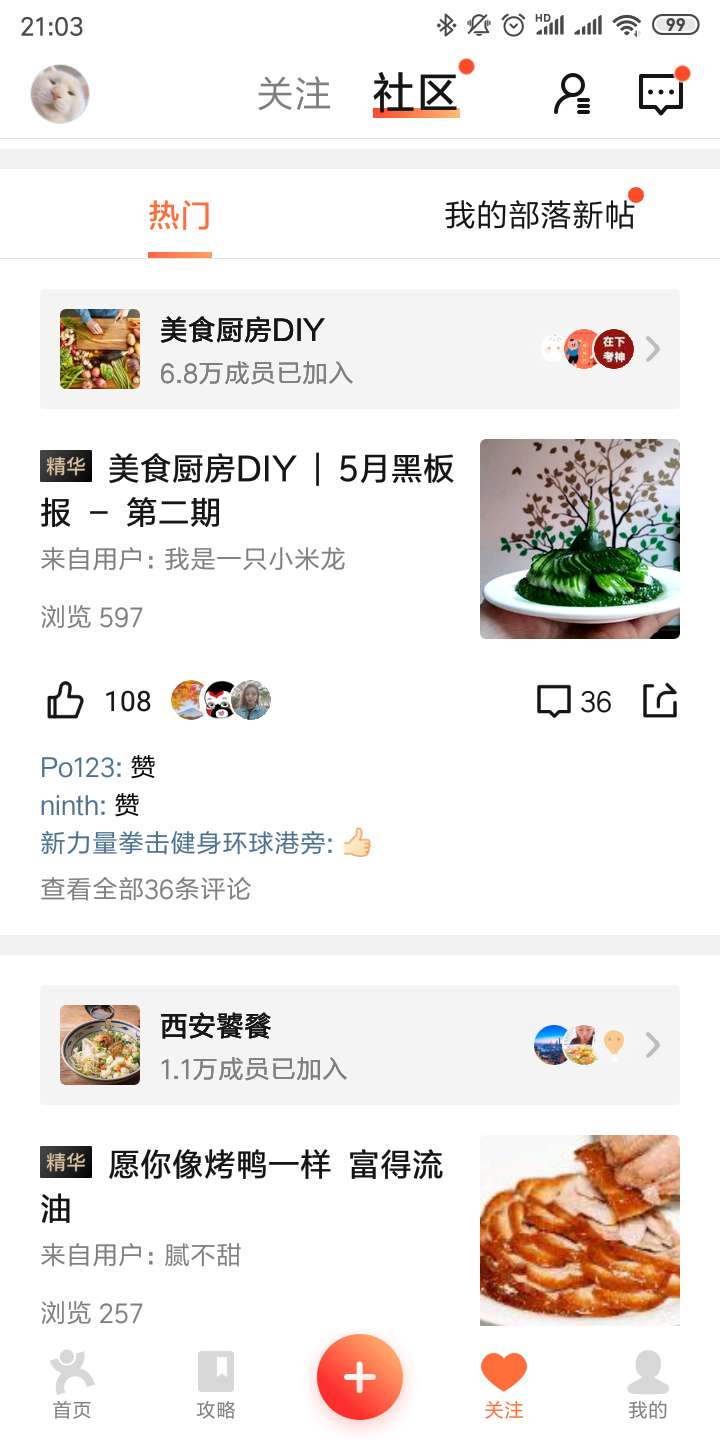 21:03
HD
99
关注
社区
热门
我的部落新帖
美食厨房DIY
6.8万成员已加入
在下
考神
精华 美食厨房DIY | 5月黑板
报 - 第二期
来自用户: 我是一只小米龙
浏览 597
108
36
Po123: 赞
ninth: 赞
新力量拳击健身环球港旁: 👍
查看全部36条评论
西安饕餮
1.1万成员已加入
精华 愿你像烤鸭一样 富得流
油
来自用户: 腻不甜
浏览 257
首页
攻略
关注
我的